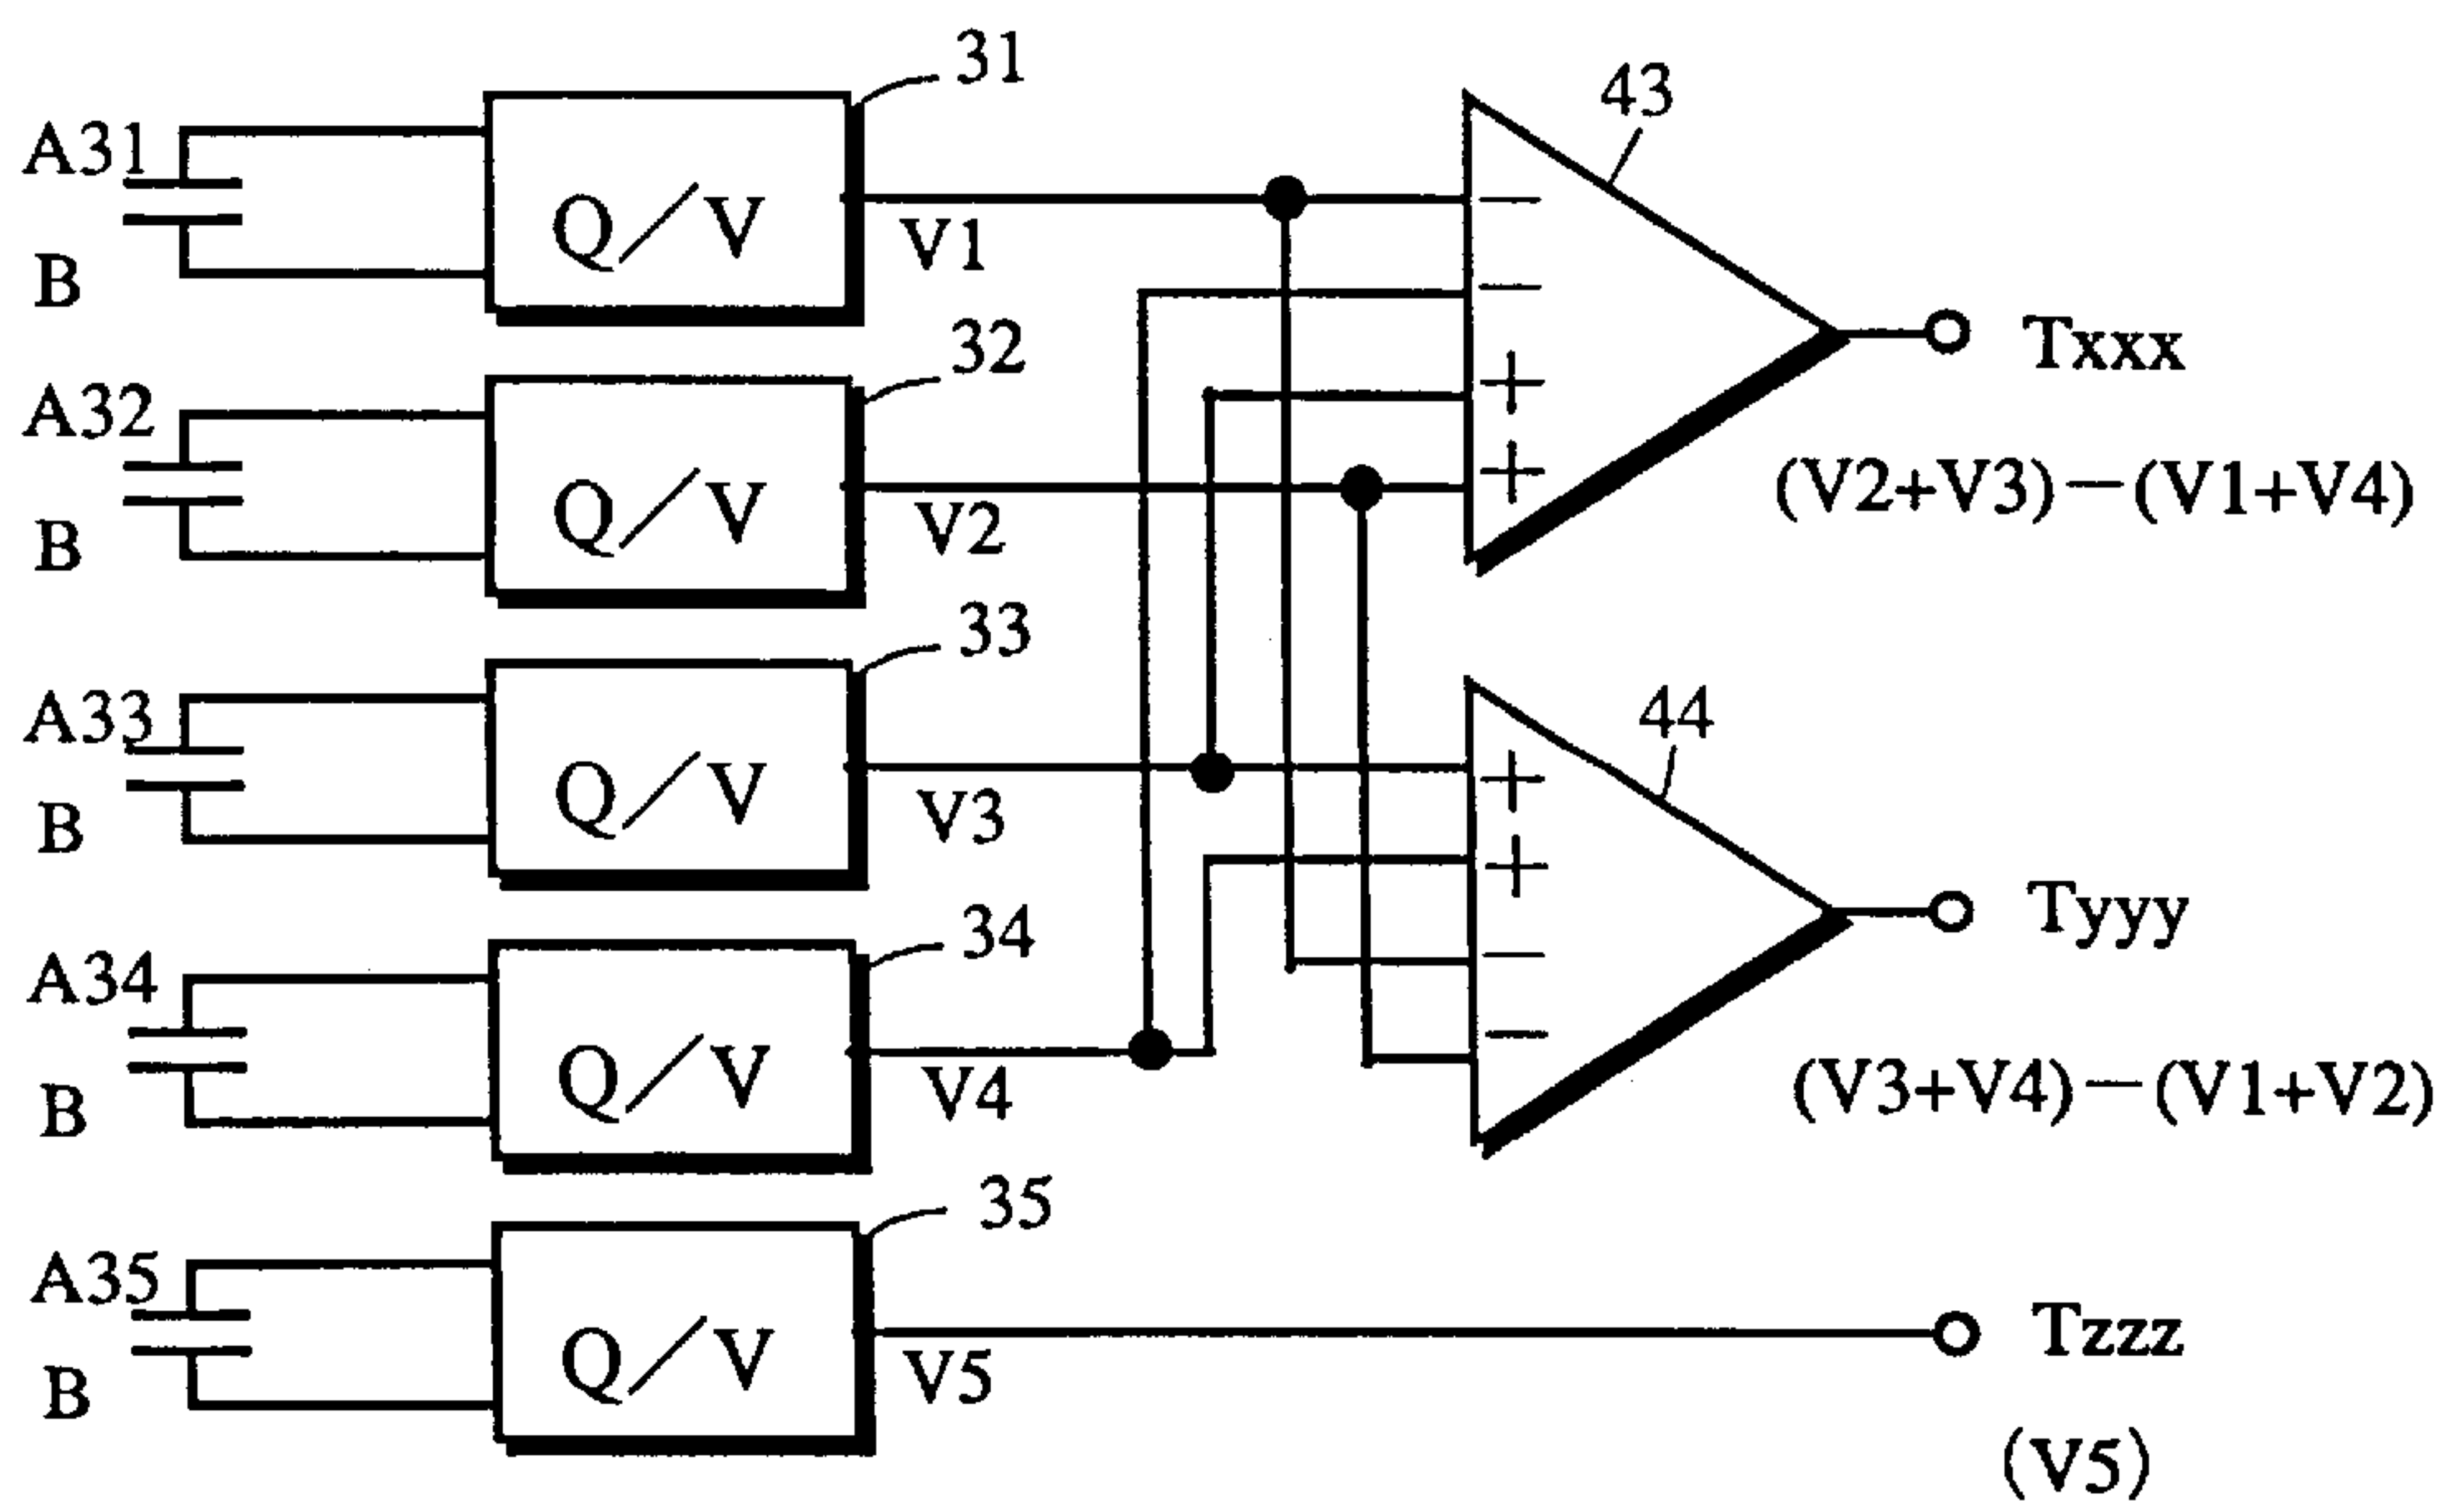 31
A31
Q/V
V1
B
43
−
−
+
+
Txxx
(V2+V3)−(V1+V4)
32
A32
Q/V
V2
B
33
A33
Q/V
V3
B
44
+
+
−
−
Tyyy
(V3+V4)−(V1+V2)
34
A34
Q/V
V4
B
35
A35
Q/V
V5
B
Tzzz
(V5)